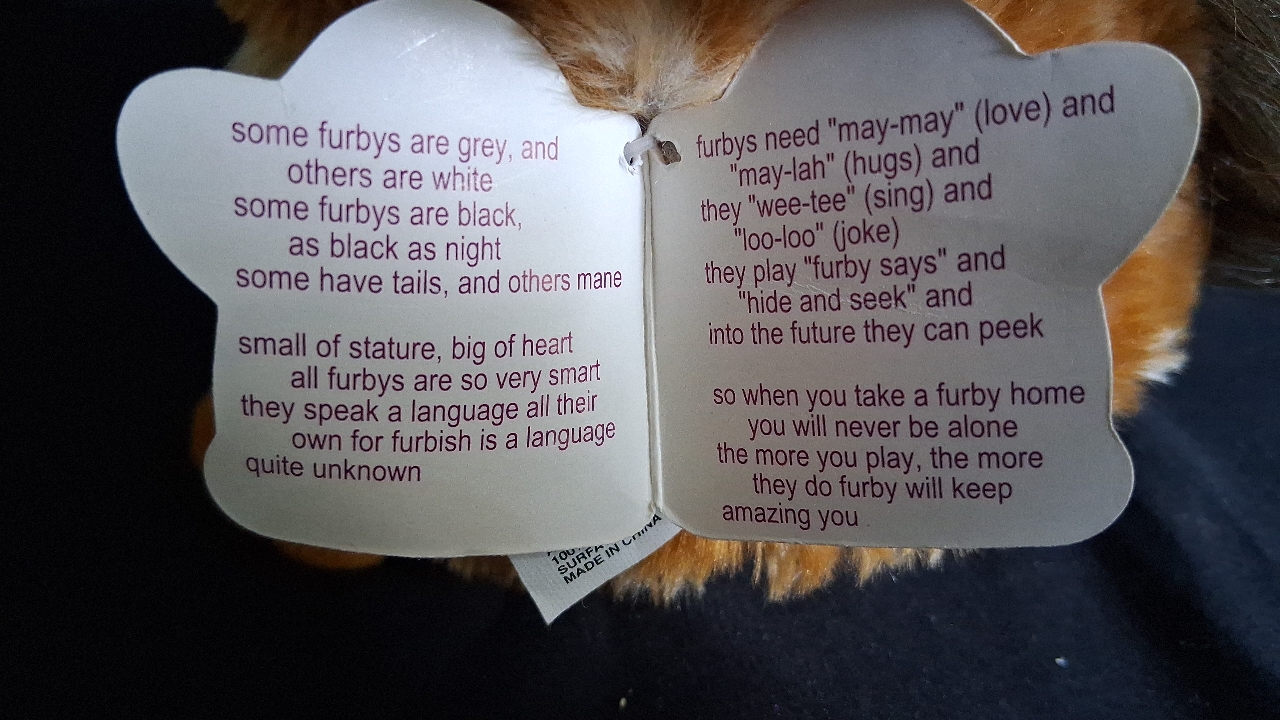 some furbys are grey, and
others are white
some furbys are black,
as black as night
some have tails, and others mane
small of stature, big of heart
all furbys are so very smart
they speak a language all their
own for furbish is a language
quite unknown
furbys need "may-may" (love) and
"may-lah" (hugs) and
they "wee-tee" (sing) and
"loo-loo" (joke)
they play "furby says" and
"hide and seek" and
into the future they can peek
so when you take a furby home
you will never be alone
the more you play, the more
they do furby will keep
amazing you
MADE IN CHINA